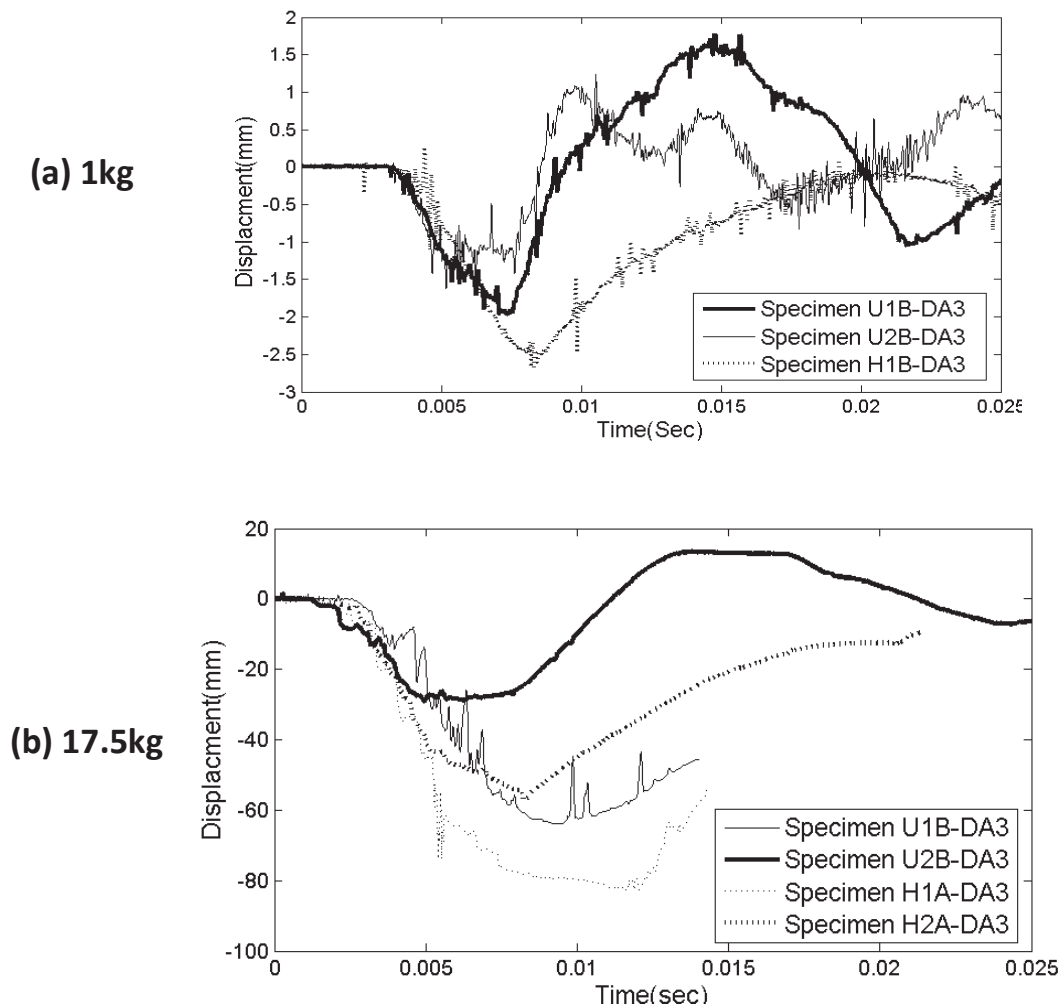 (a) 1kg
2
1.5
1
0.5
0
-0.5
-1
-1.5
-2
-2.5
-3
Displacment(mm)
Specimen U1B-DA3
Specimen U2B-DA3
Specimen H1B-DA3
0 0.005 0.01 0.015 0.02 0.025
Time(Sec)
(b) 17.5kg
20
0
-20
-40
-60
-80
-100
Displacment(mm)
Specimen U1B-DA3
Specimen U2B-DA3
Specimen H1A-DA3
Specimen H2A-DA3
0 0.005 0.01 0.015 0.02 0.025
Time(sec)